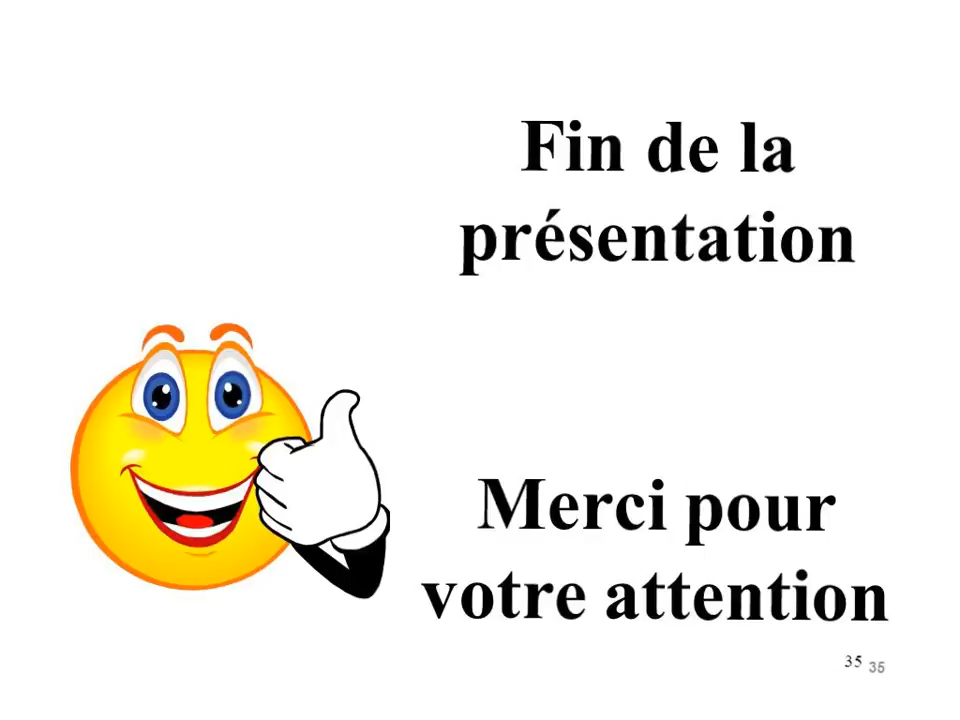 Fin de la
présentation
Merci pour
votre attention
35 35